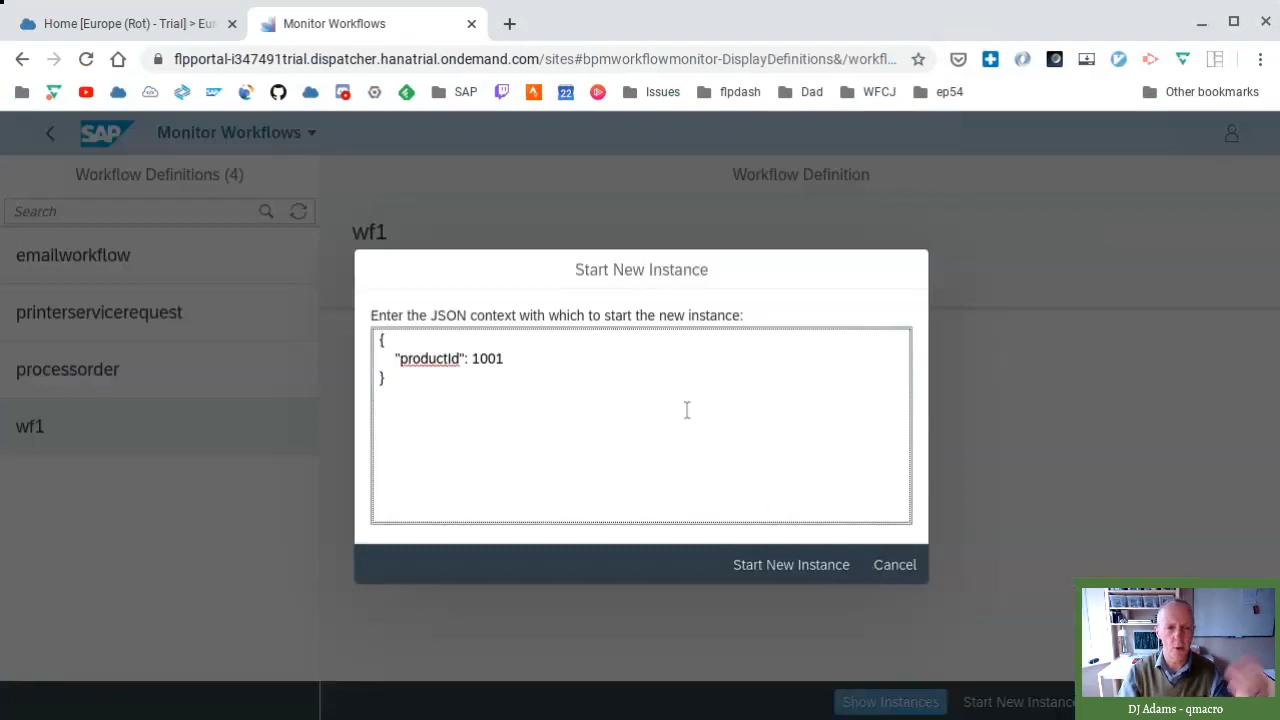 Home [Europe (Rot) - Trial] > Eur
Monitor Workflows
flpportal-i347491trial.dispatcher.hanatrial.ondemand.com/sites#bpmworkflowmonitor-DisplayDefinitions&/workfl...
SAP
22
Issues
flpdash
Dad
WFCJ
ep54
Other bookmarks
SAP
Monitor Workflows
Workflow Definitions (4)
Workflow Definition
Search
wf1
emailworkflow
printerservicerequest
processorder
wf1
Start New Instance
Enter the JSON context with which to start the new instance:
{
"productId": 1001
}
Start New Instance
Cancel
Show Instances
Start New Instance
DJ Adams - qmacro